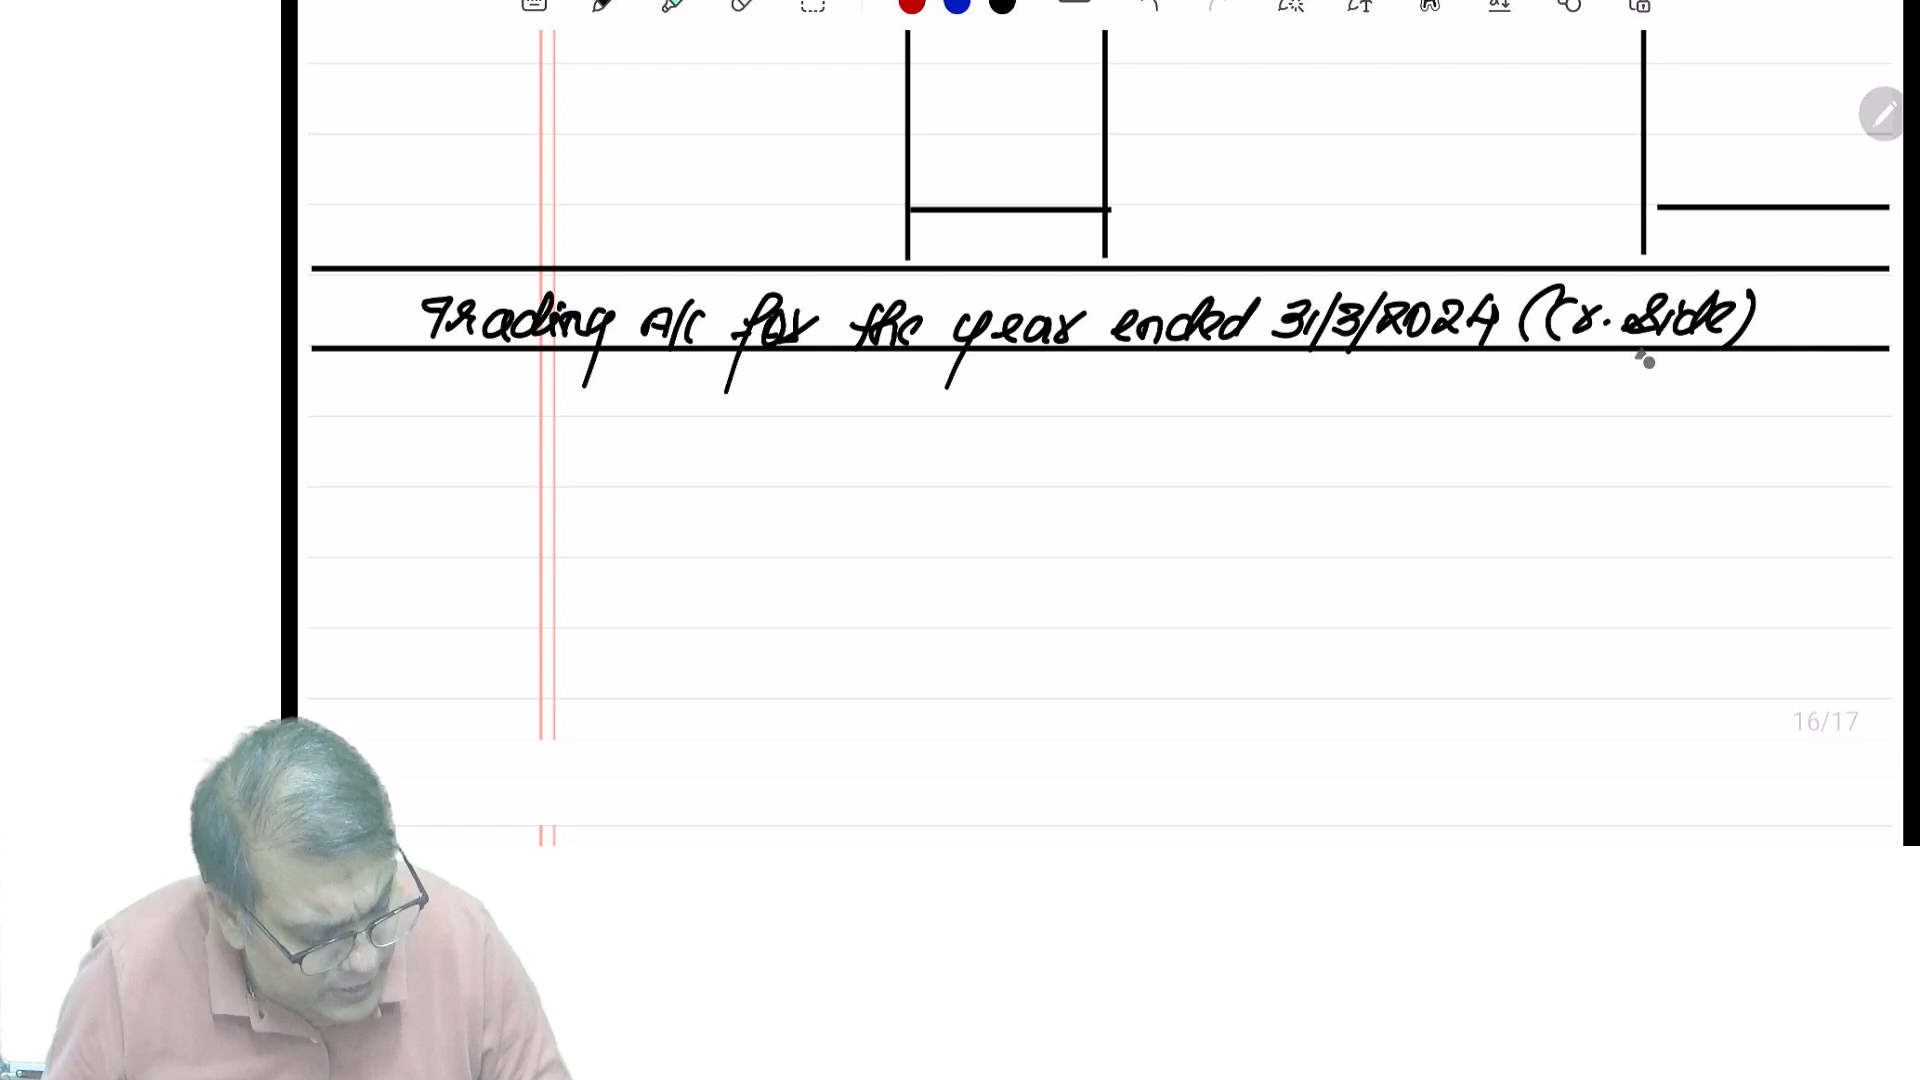 Trading A/c for the year ended 31/3/2024 (Cr. Side)
16/17